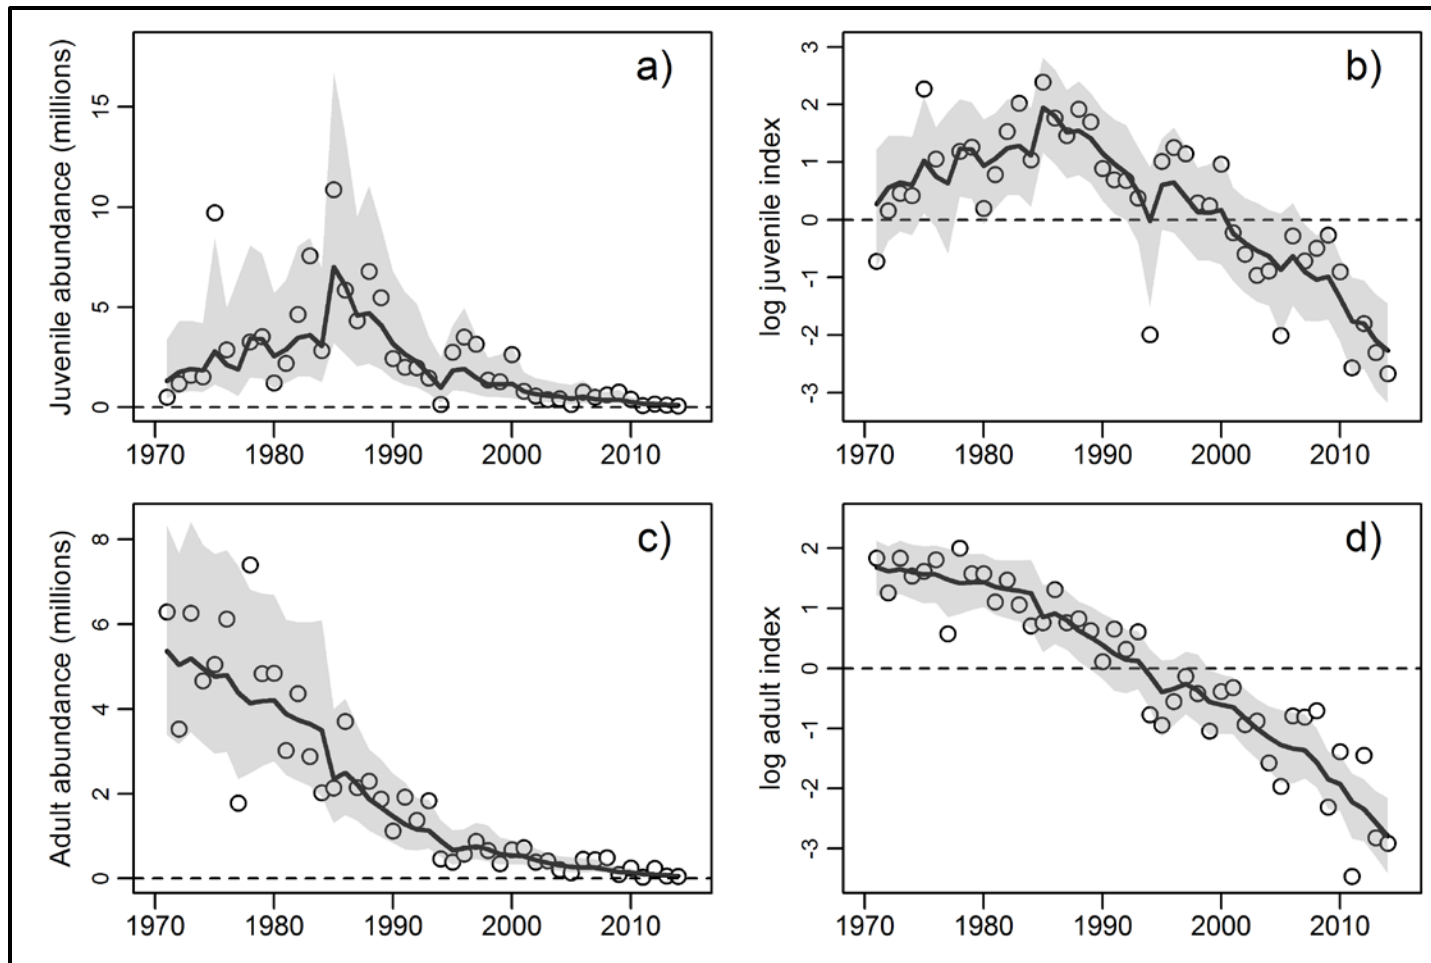 a)
Juvenile abundance (millions)
15
10
5
0
1970 1980 1990 2000 2010
b)
log juvenile index
3
2
1
0
-1
-2
-3
1970 1980 1990 2000 2010
c)
Adult abundance (millions)
8
6
4
2
0
1970 1980 1990 2000 2010
d)
log adult index
2
1
0
-1
-2
-3
1970 1980 1990 2000 2010